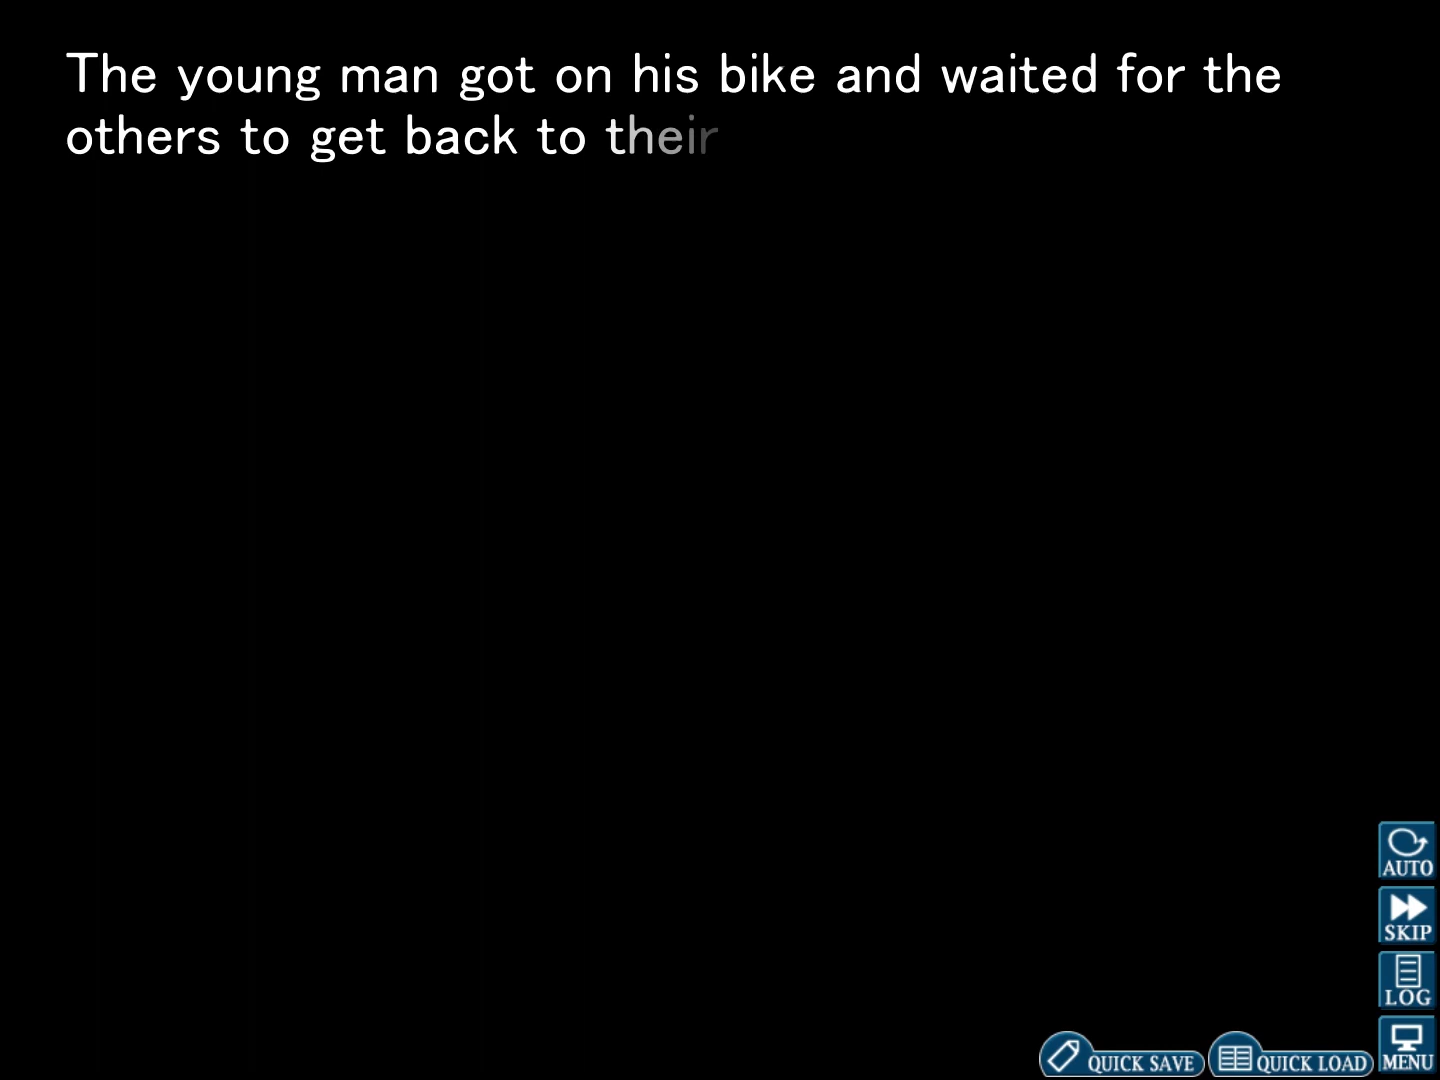 The young man got on his bike and waited for the
others to get back to their
AUTO
SKIP
LOG
QUICK SAVE QUICK LOAD MENU